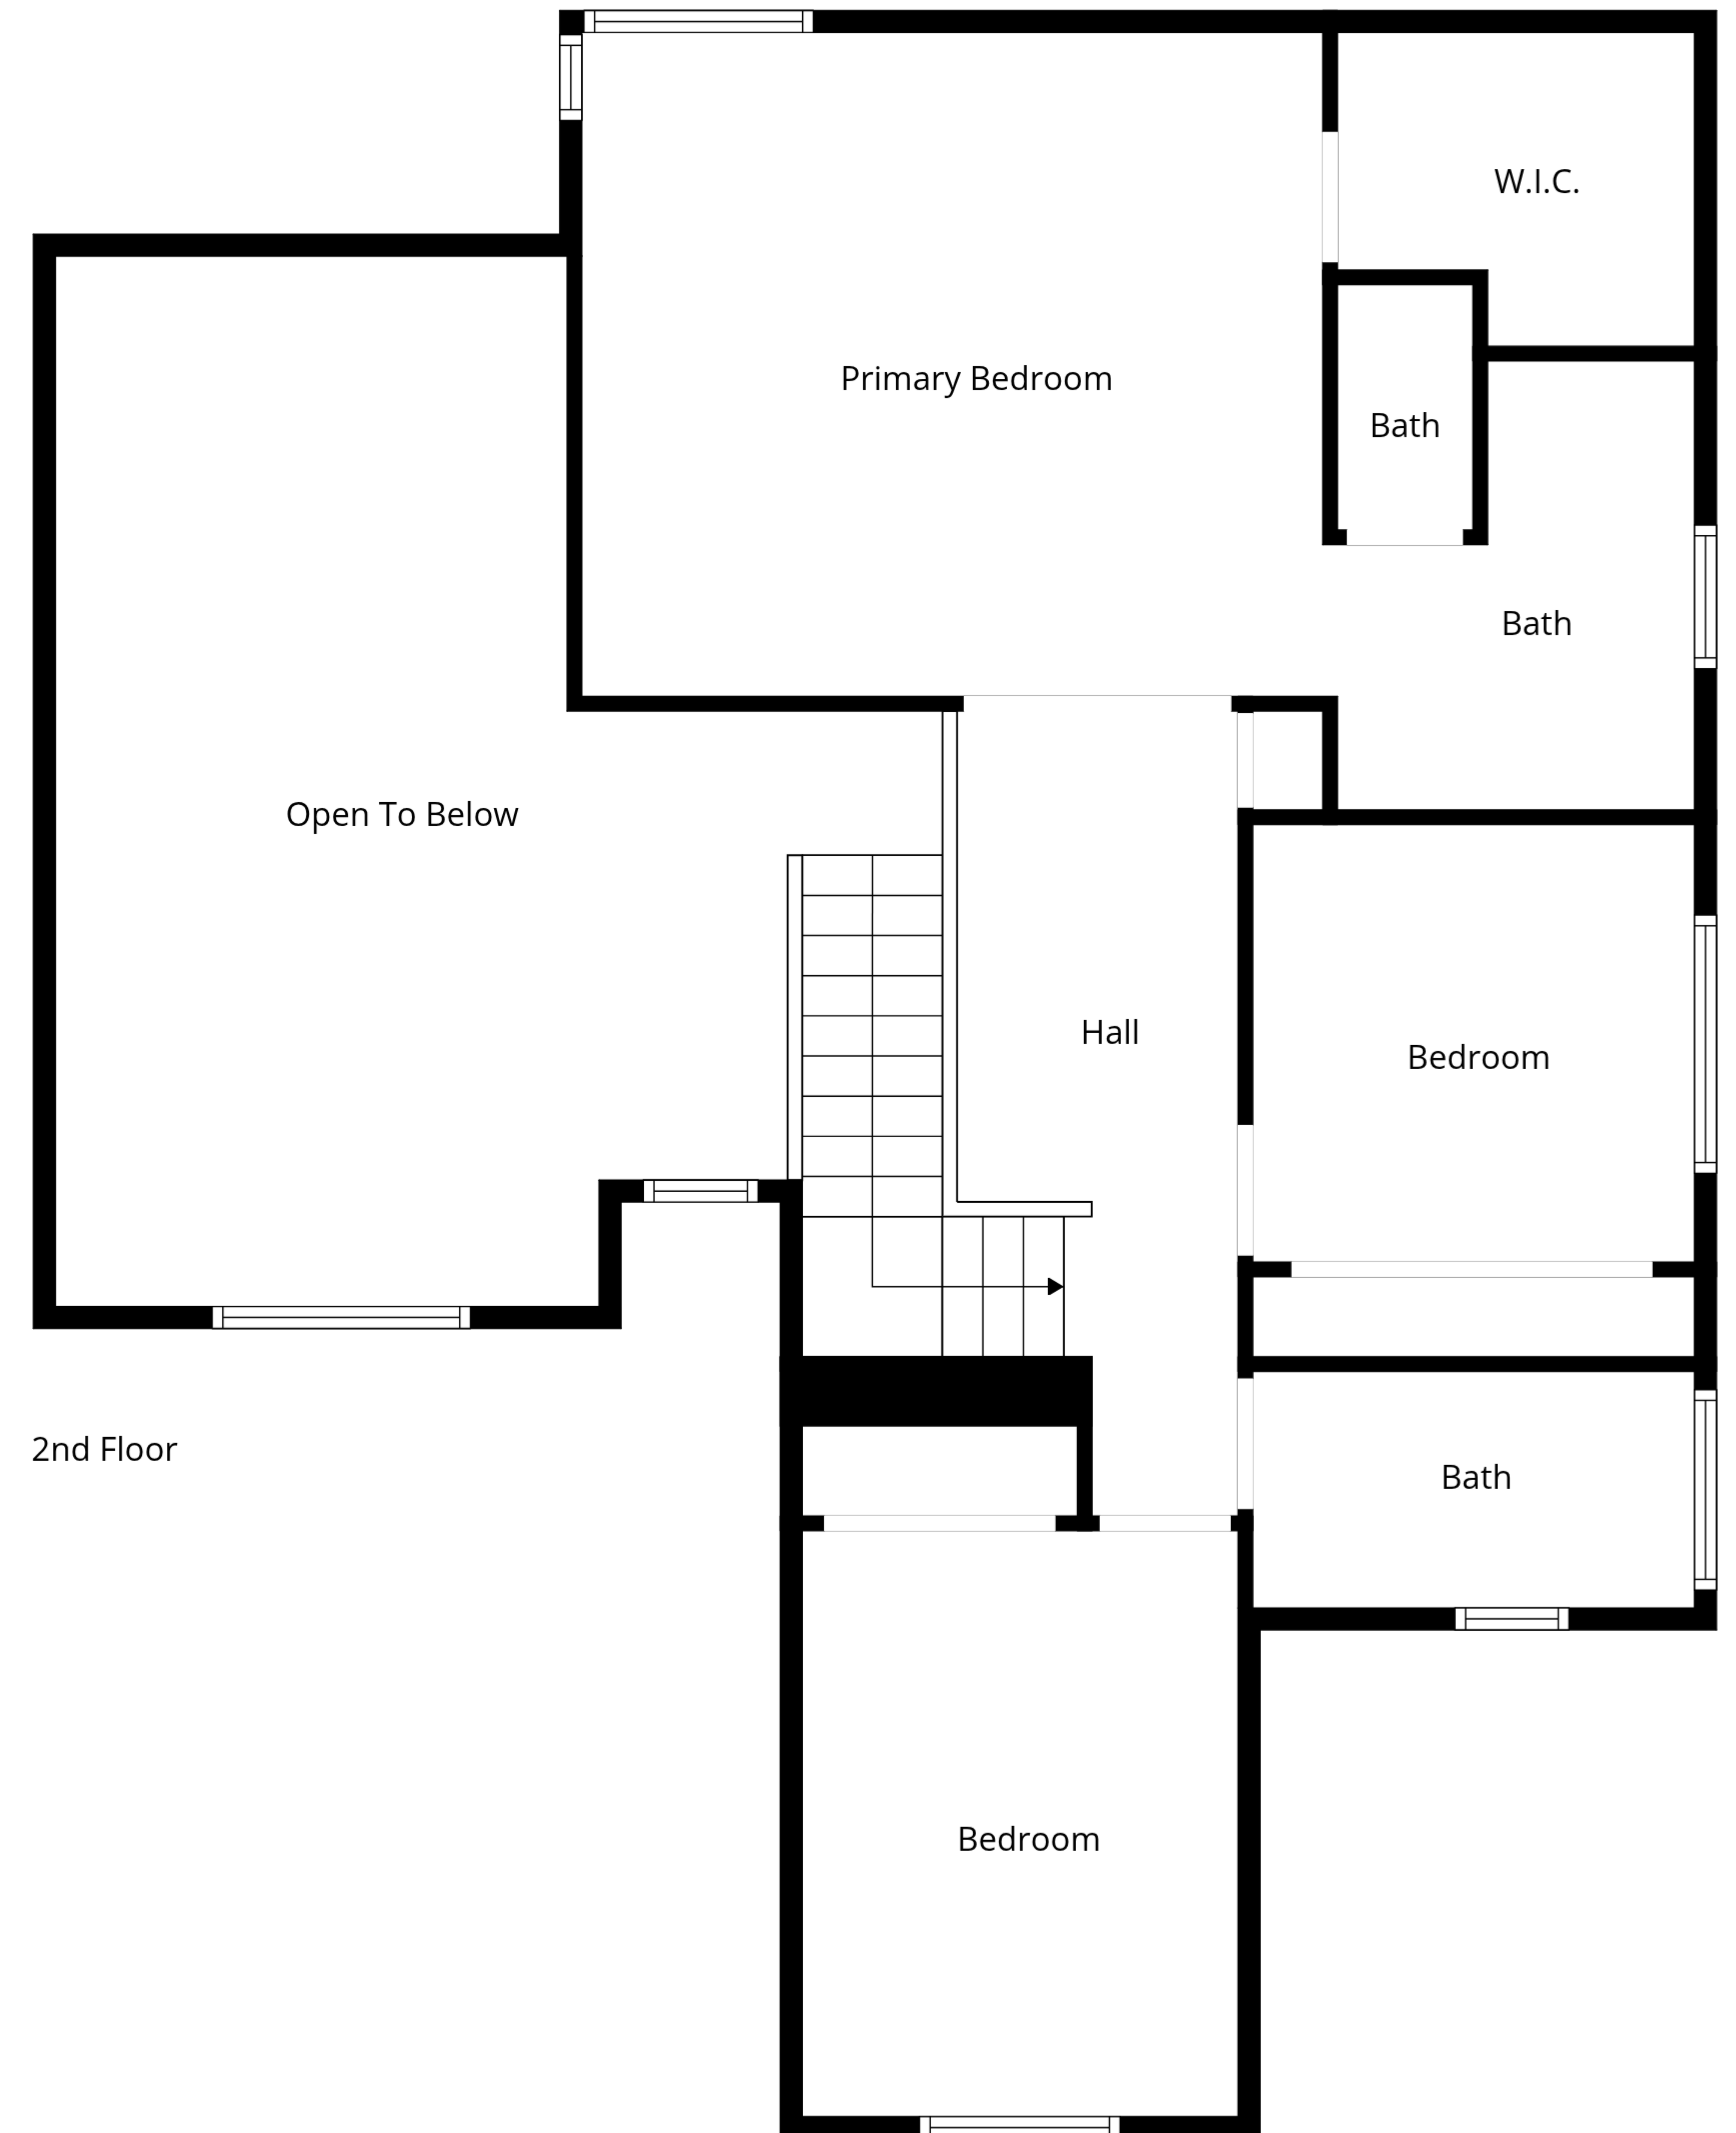 W.I.C.
Primary Bedroom
Bath
Bath
Open To Below
Hall
Bedroom
2nd Floor
Bath
Bedroom